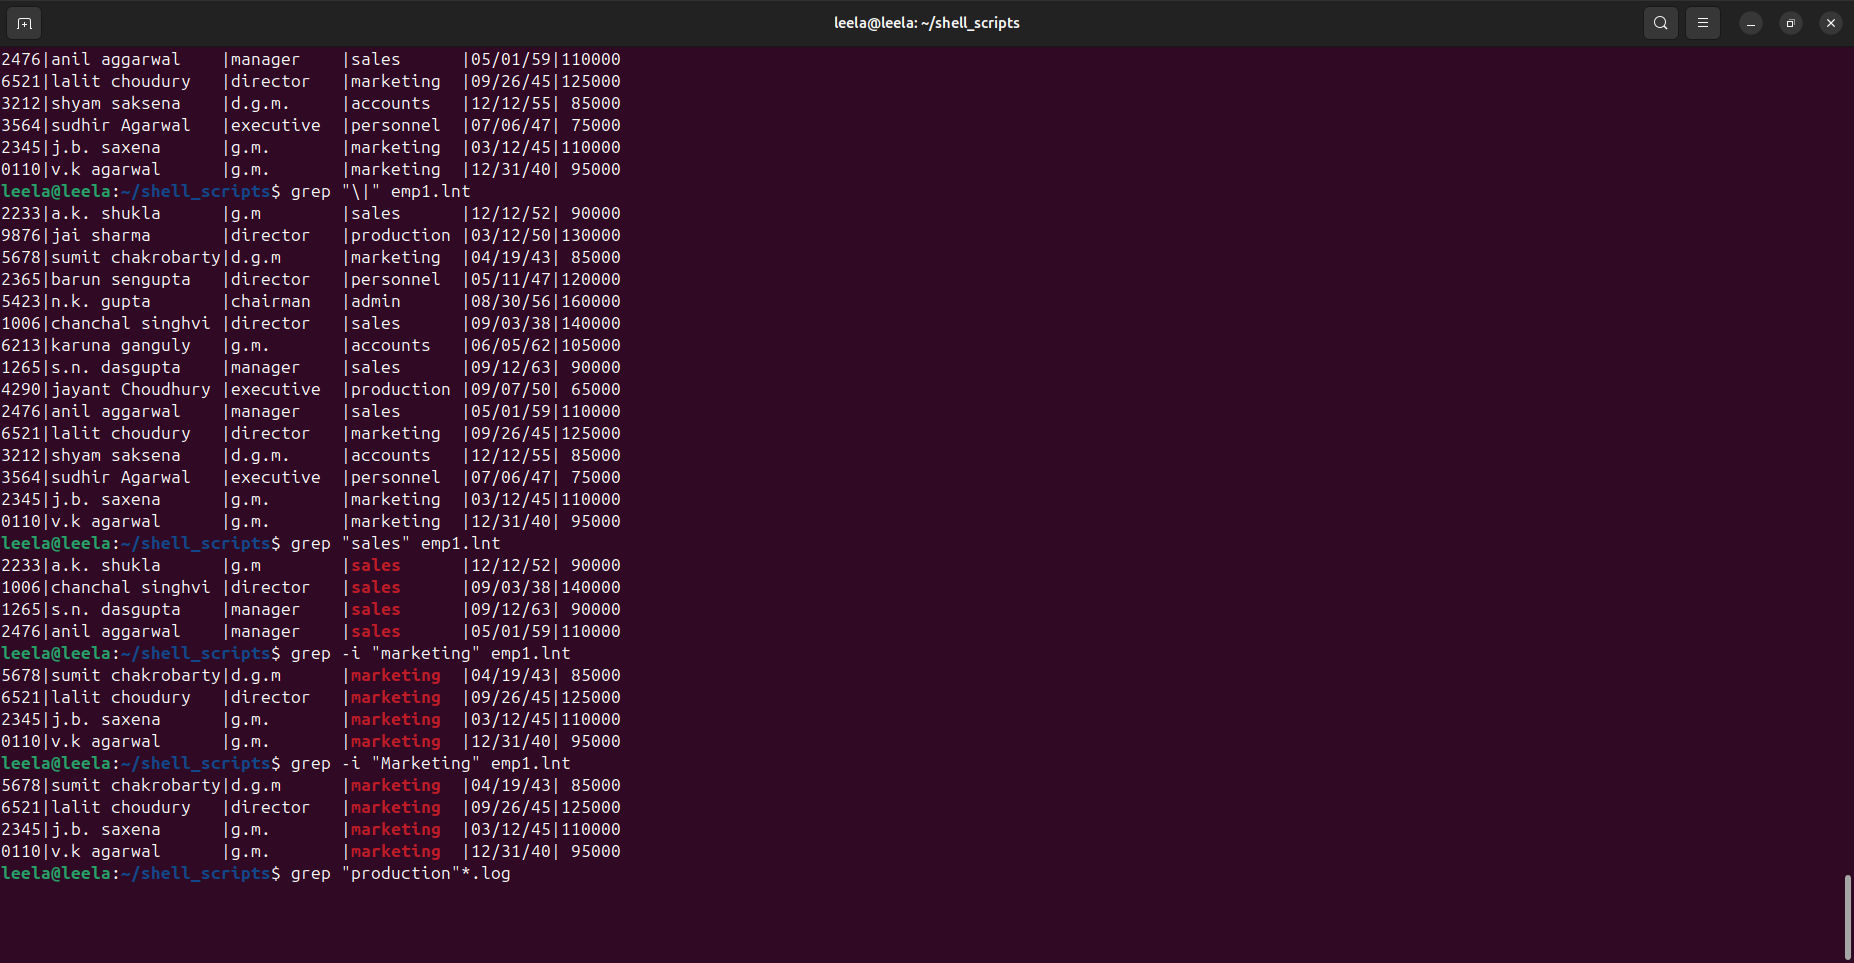 leela@leela: ~/shell_scripts
2476|anil aggarwal    |manager    |sales      |05/01/59|110000
6521|lalit choudury   |director   |marketing  |09/26/45|125000
3212|shyam saksena    |d.g.m.     |accounts   |12/12/55| 85000
3564|sudhir Agarwal   |executive  |personnel  |07/06/47| 75000
2345|j.b. saxena      |g.m.       |marketing  |03/12/45|110000
0110|v.k agarwal      |g.m.       |marketing  |12/31/40| 95000
leela@leela:~/shell_scripts$ grep "\|" emp1.lnt
2233|a.k. shukla      |g.m        |sales      |12/12/52| 90000
9876|jai sharma       |director   |production |03/12/50|130000
5678|sumit chakrobarty|d.g.m      |marketing  |04/19/43| 85000
2365|barun sengupta   |director   |personnel  |05/11/47|120000
5423|n.k. gupta       |chairman   |admin      |08/30/56|160000
1006|chanchal singhvi |director   |sales      |09/03/38|140000
6213|karuna ganguly   |g.m.       |accounts   |06/05/62|105000
1265|s.n. dasgupta    |manager    |sales      |09/12/63| 90000
4290|jayant Choudhury |executive  |production |09/07/50| 65000
2476|anil aggarwal    |manager    |sales      |05/01/59|110000
6521|lalit choudury   |director   |marketing  |09/26/45|125000
3212|shyam saksena    |d.g.m.     |accounts   |12/12/55| 85000
3564|sudhir Agarwal   |executive  |personnel  |07/06/47| 75000
2345|j.b. saxena      |g.m.       |marketing  |03/12/45|110000
0110|v.k agarwal      |g.m.       |marketing  |12/31/40| 95000
leela@leela:~/shell_scripts$ grep "sales" emp1.lnt
2233|a.k. shukla      |g.m        |sales      |12/12/52| 90000
1006|chanchal singhvi |director   |sales      |09/03/38|140000
1265|s.n. dasgupta    |manager    |sales      |09/12/63| 90000
2476|anil aggarwal    |manager    |sales      |05/01/59|110000
leela@leela:~/shell_scripts$ grep -i "marketing" emp1.lnt
5678|sumit chakrobarty|d.g.m      |marketing  |04/19/43| 85000
6521|lalit choudury   |director   |marketing  |09/26/45|125000
2345|j.b. saxena      |g.m.       |marketing  |03/12/45|110000
0110|v.k agarwal      |g.m.       |marketing  |12/31/40| 95000
leela@leela:~/shell_scripts$ grep -i "Marketing" emp1.lnt
5678|sumit chakrobarty|d.g.m      |marketing  |04/19/43| 85000
6521|lalit choudury   |director   |marketing  |09/26/45|125000
2345|j.b. saxena      |g.m.       |marketing  |03/12/45|110000
0110|v.k agarwal      |g.m.       |marketing  |12/31/40| 95000
leela@leela:~/shell_scripts$ grep "production"*.log